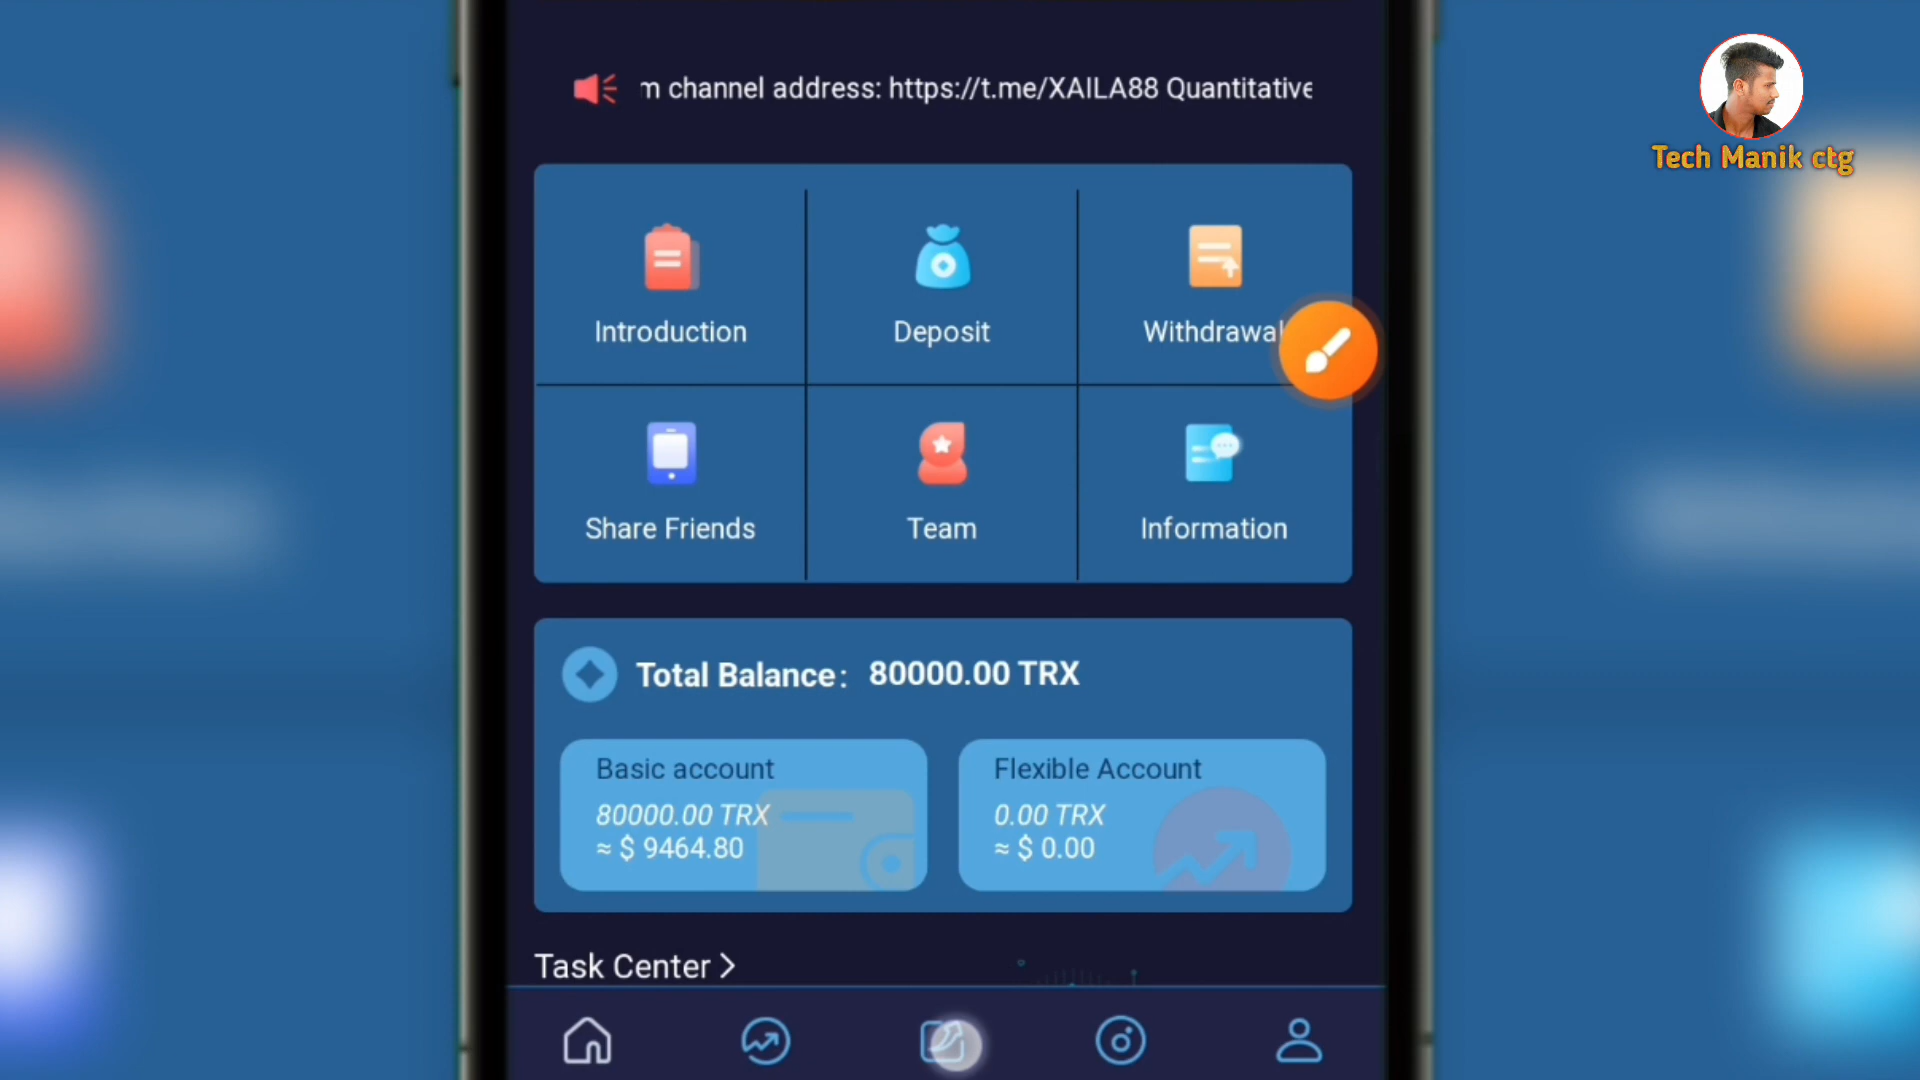 m channel address: https://t.me/XAILA88 Quantitative
Tech Manik ctg
Introduction
Deposit
Withdrawal
Share Friends
Team
Information
Total Balance: 80000.00 TRX
Basic account
80000.00 TRX
≈ $ 9464.80
Flexible Account
0.00 TRX
≈ $ 0.00
Task Center >